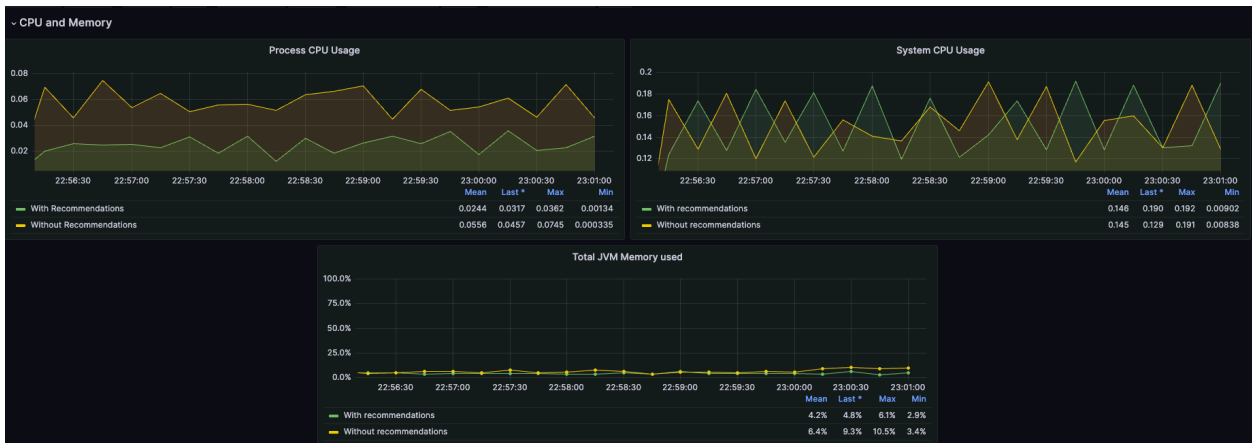 CPU and Memory
Process CPU Usage
0.08
0.06
0.04
0.02
22:56:30 22:57:00 22:57:30 22:58:00 22:58:30 22:59:00 22:59:30 23:00:00 23:00:30 23:01:00
Mean Last * Max Min
With Recommendations 0.0244 0.0317 0.0362 0.00134
Without Recommendations 0.0556 0.0457 0.0745 0.000335
System CPU Usage
0.2
0.18
0.16
0.14
0.12
22:56:30 22:57:00 22:57:30 22:58:00 22:58:30 22:59:00 22:59:30 23:00:00 23:00:30 23:01:00
Mean Last * Max Min
With recommendations 0.146 0.190 0.192 0.00902
Without recommendations 0.145 0.129 0.191 0.00838
Total JVM Memory used
100.0%
75.0%
50.0%
25.0%
0.0%
22:56:30 22:57:00 22:57:30 22:58:00 22:58:30 22:59:00 22:59:30 23:00:00 23:00:30 23:01:00
Mean Last * Max Min
With recommendations 4.2% 4.8% 6.1% 2.9%
Without recommendations 6.4% 9.3% 10.5% 3.4%